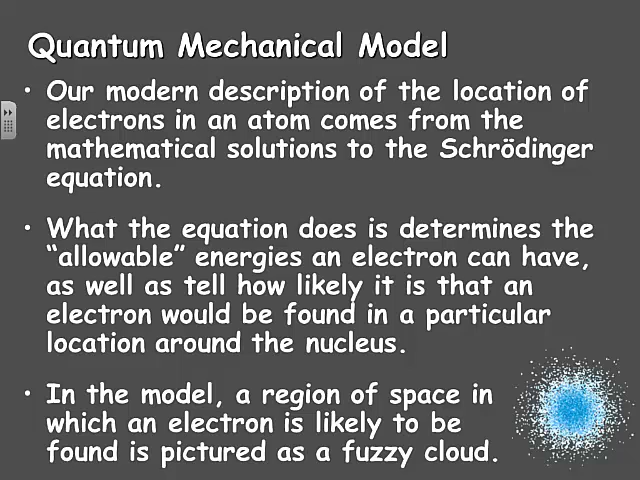 Quantum Mechanical Model
• Our modern description of the location of
electrons in an atom comes from the
mathematical solutions to the Schrödinger
equation.
• What the equation does is determines the
“allowable” energies an electron can have,
as well as tell how likely it is that an
electron would be found in a particular
location around the nucleus.
• In the model, a region of space in
which an electron is likely to be
found is pictured as a fuzzy cloud.